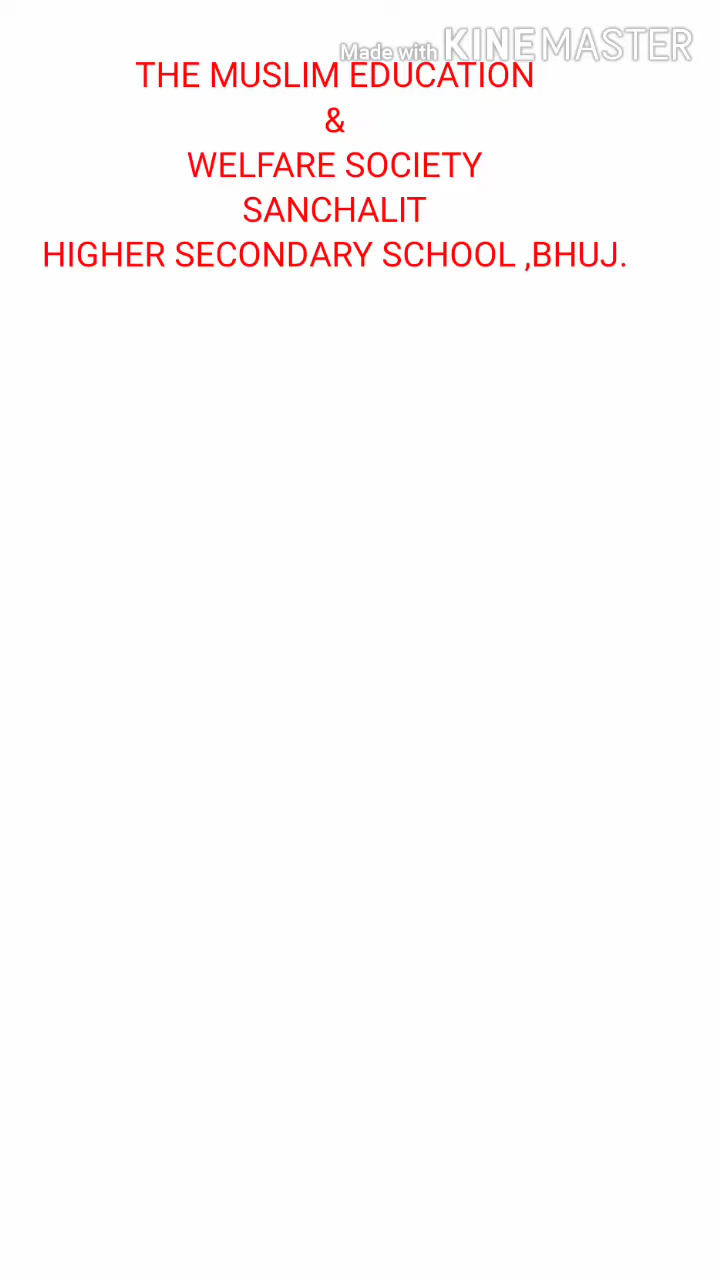 Made with KINEMASTER
THE MUSLIM EDUCATION
&
WELFARE SOCIETY
SANCHALIT
HIGHER SECONDARY SCHOOL ,BHUJ.